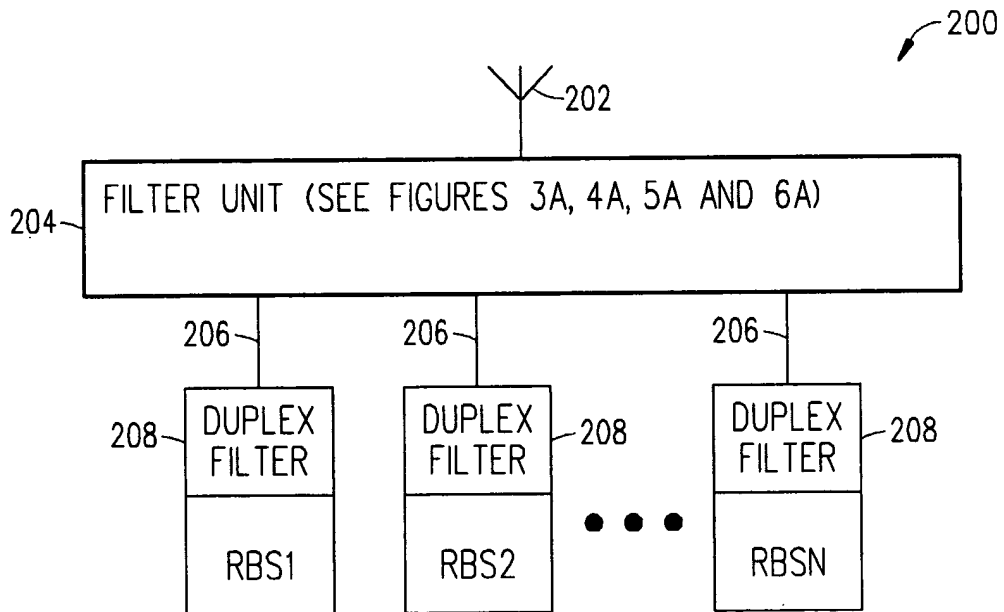 200
202
FILTER UNIT (SEE FIGURES 3A, 4A, 5A AND 6A)
204
206
206
206
DUPLEX
FILTER
208
DUPLEX
FILTER
208
DUPLEX
FILTER
208
RBS1
RBS2
RBSN